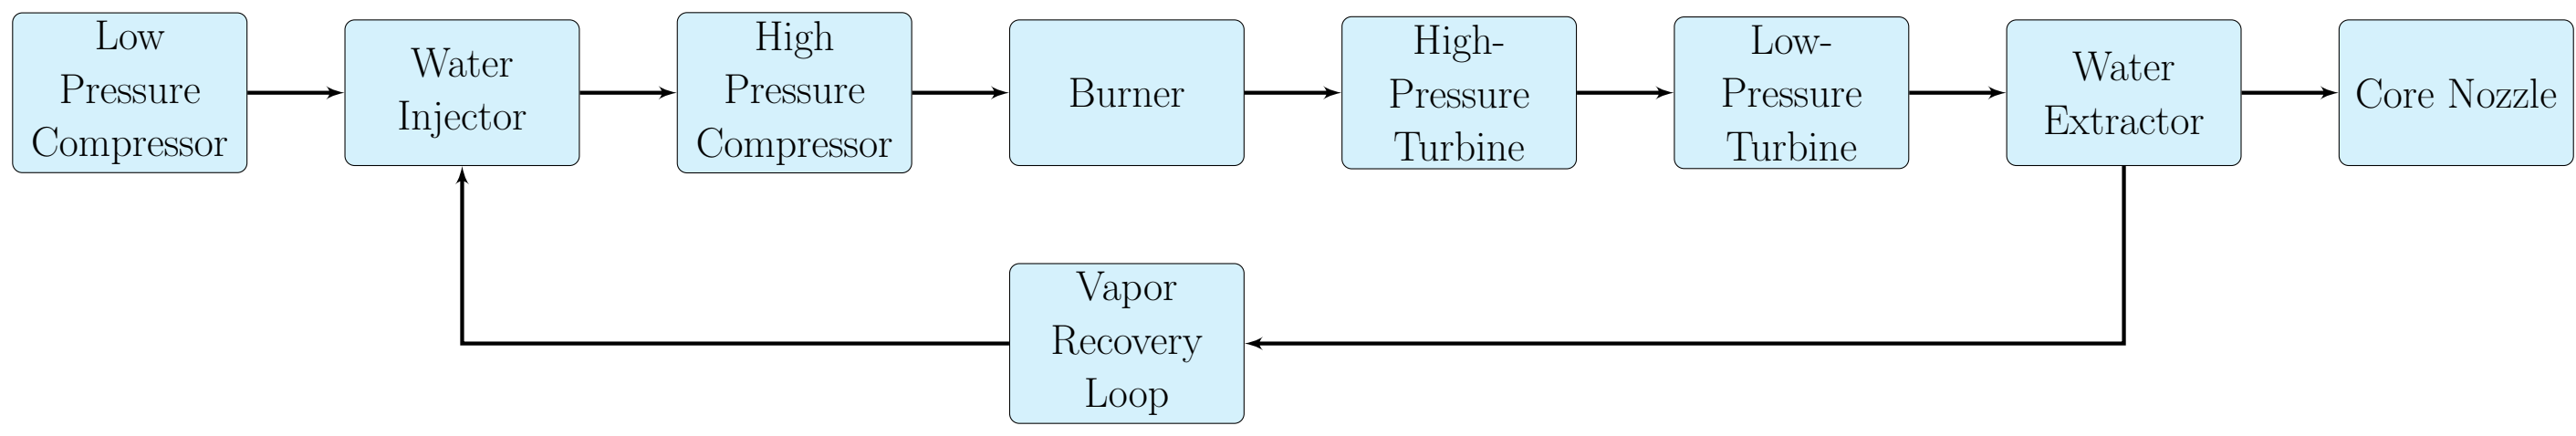 Low
Pressure
Compressor
Water
Injector
High
Pressure
Compressor
Burner
High-
Pressure
Turbine
Low-
Pressure
Turbine
Water
Extractor
Core Nozzle
Vapor
Recovery
Loop